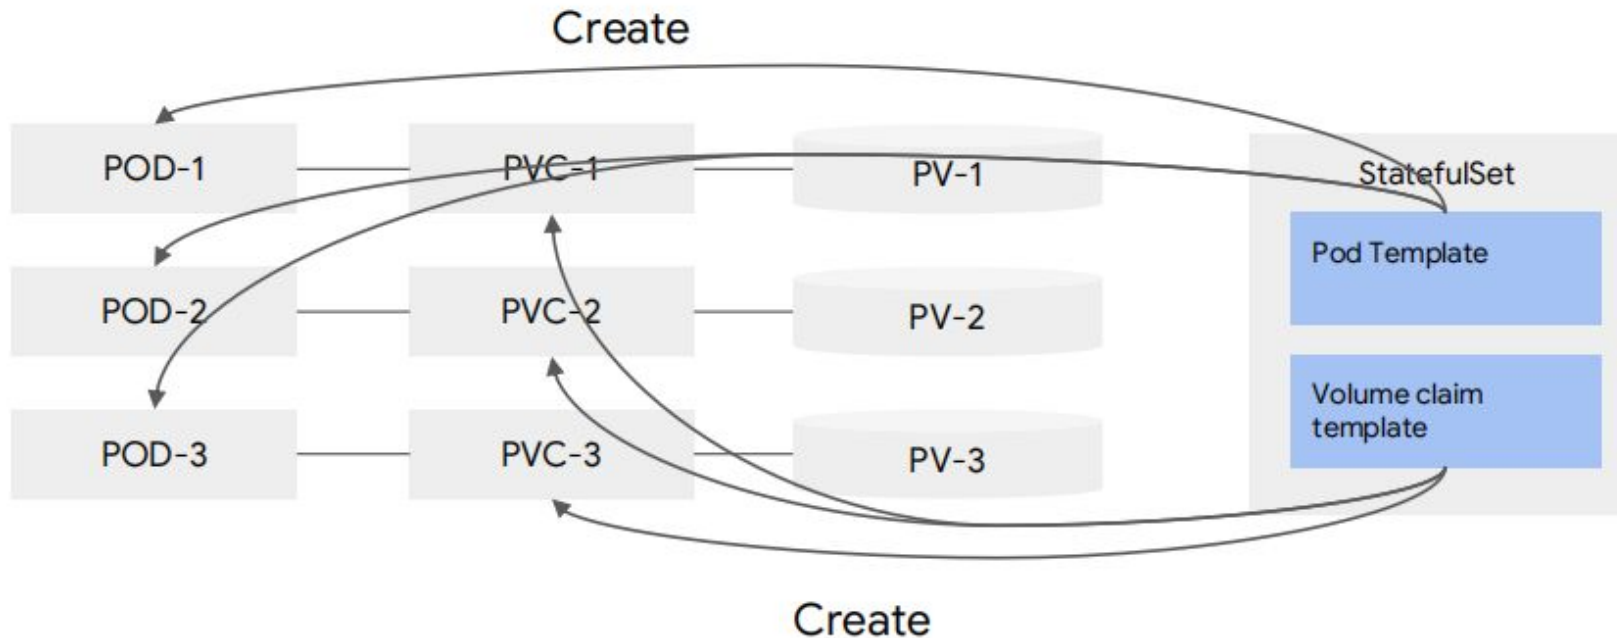 Create
POD-1
PVC-1
PV-1
StatefulSet
Pod Template
POD-2
PVC-2
PV-2
Volume claim
template
POD-3
PVC-3
PV-3
Create